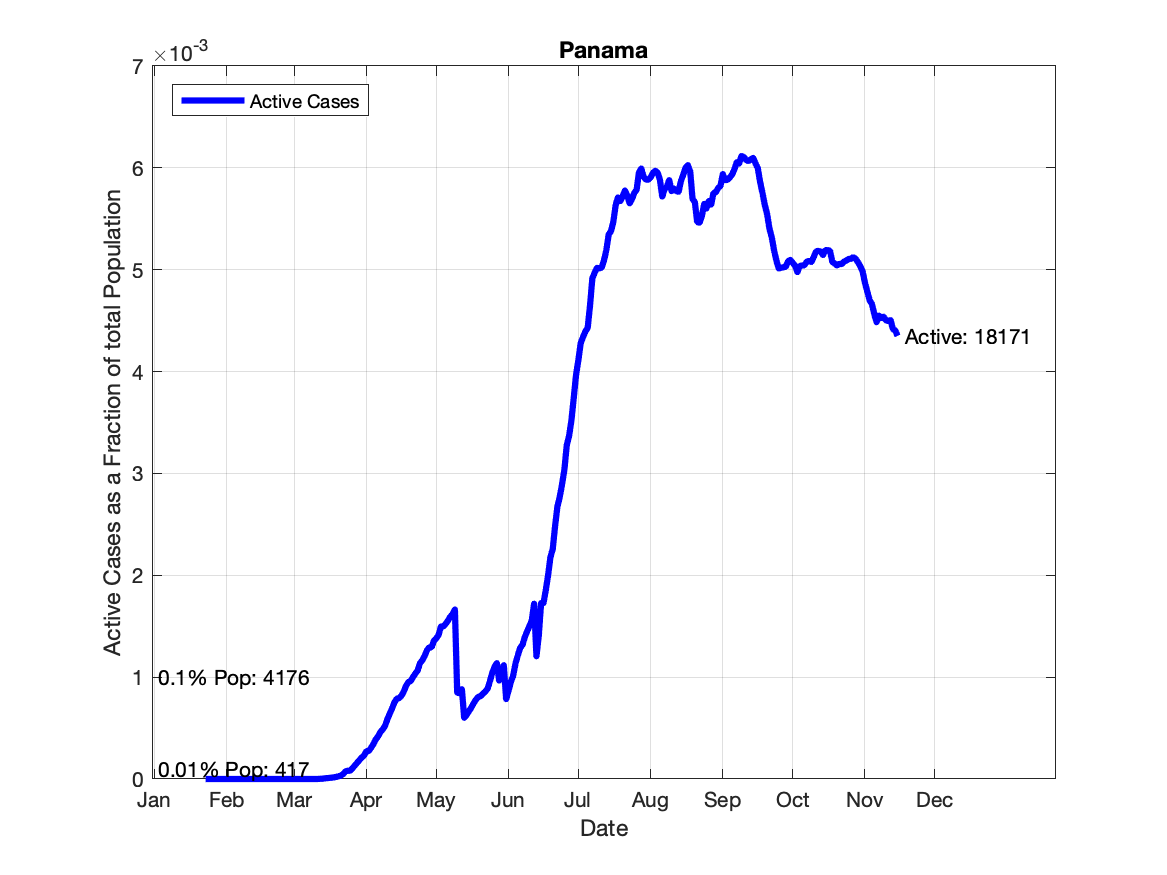 Panama
×10-3
Active Cases
7
6
5
4
3
2
1
0
Active Cases as a Fraction of total Population
Active: 18171
0.1% Pop: 4176
0.01% Pop: 417
Jan Feb Mar Apr May Jun Jul Aug Sep Oct Nov Dec
Date